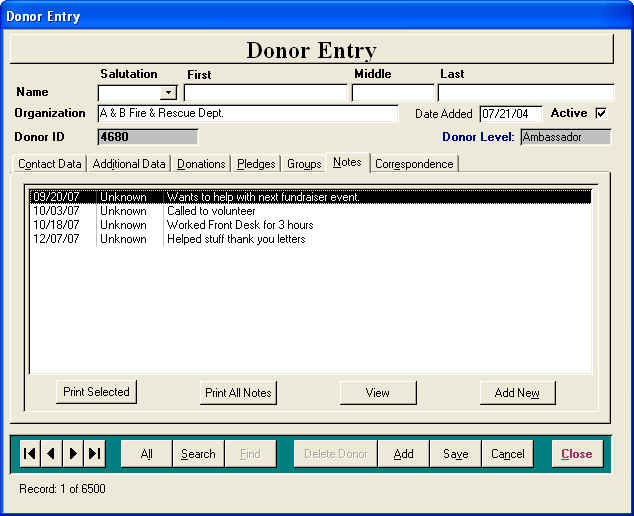 Donor Entry
Donor Entry
Salutation First Middle Last
Name
Organization A & B Fire & Rescue Dept. Date Added 07/21/04 Active
Donor ID 4680 Donor Level: Ambassador
Contact Data Additional Data Donations Pledges Groups Notes Correspondence
09/20/07 Unknown Wants to help with next fundraiser event.
10/03/07 Unknown Called to volunteer
10/18/07 Unknown Worked Front Desk for 3 hours
12/07/07 Unknown Helped stuff thank you letters
Print Selected Print All Notes View Add New
All Search Find Delete Donor Add Save Cancel Close
Record: 1 of 6500